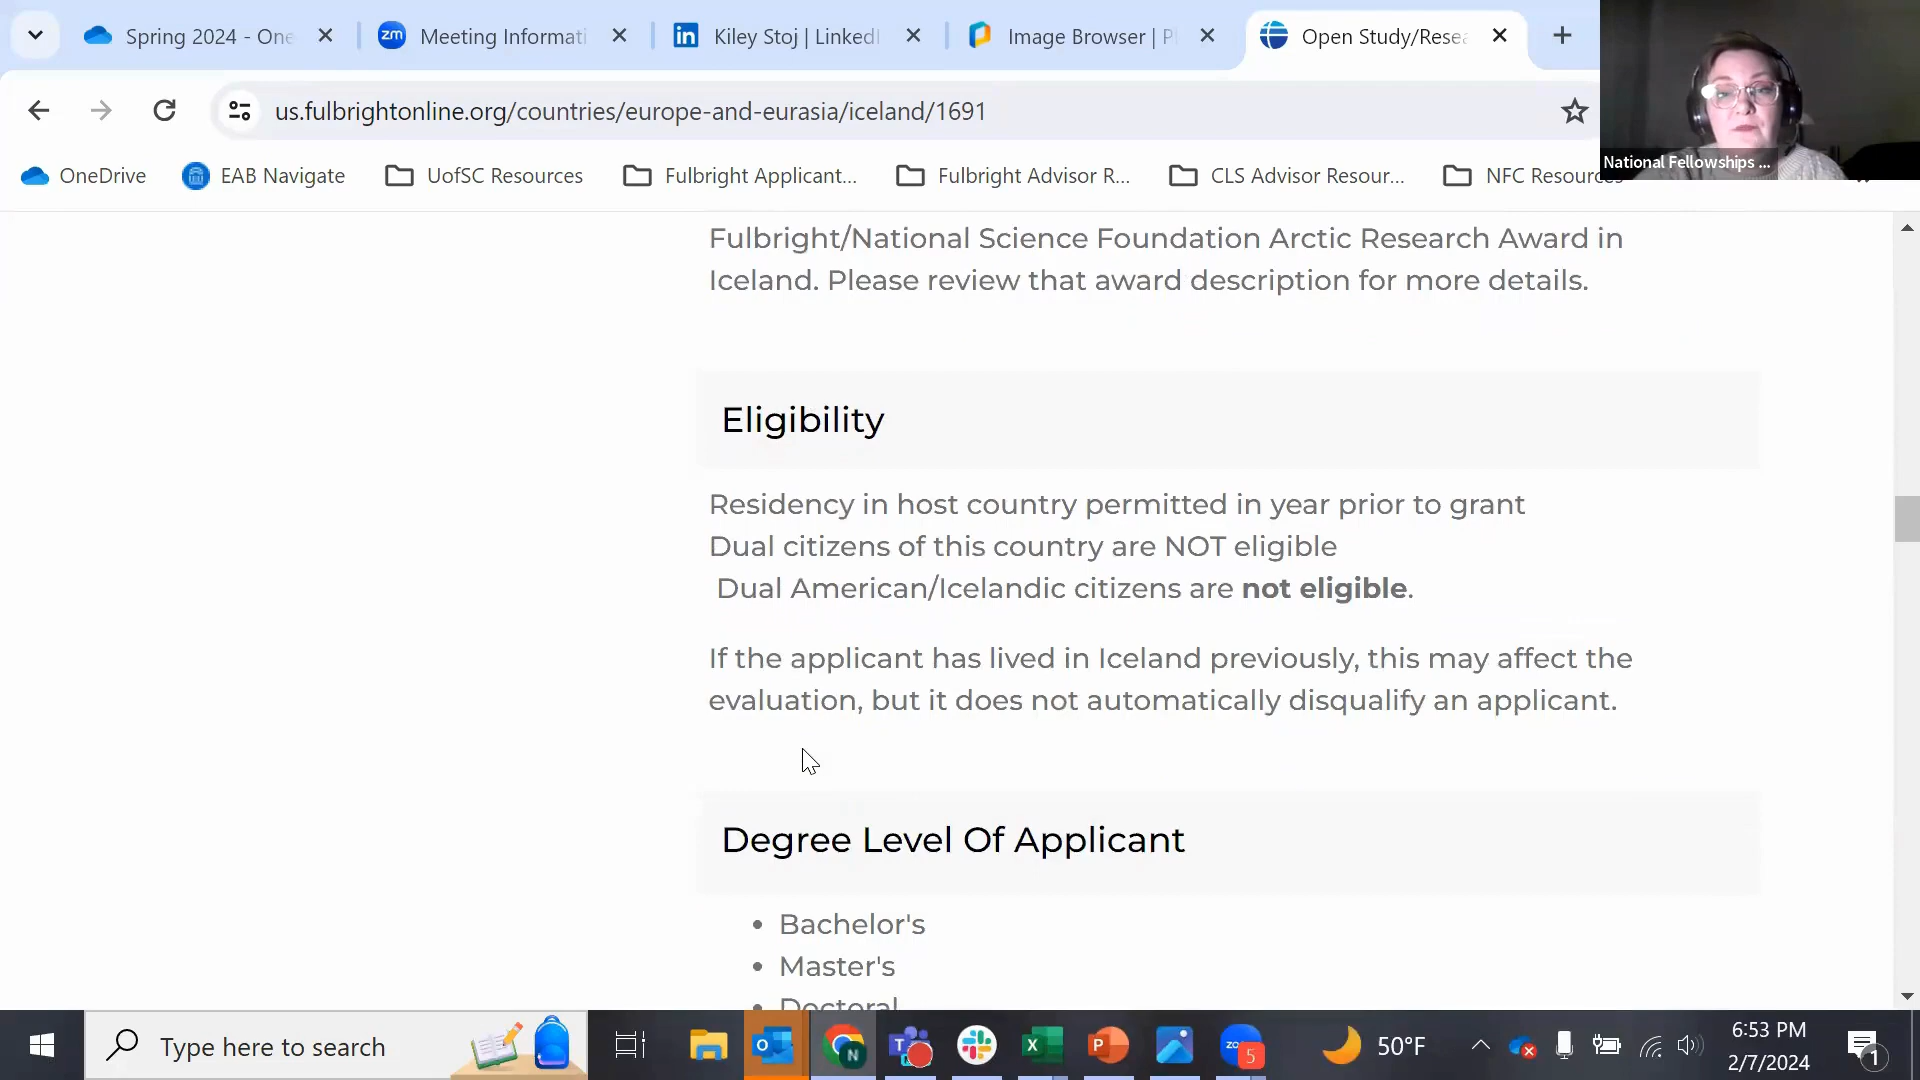 Spring 2024 - One
Meeting Informati
Kiley Stoj | LinkedI
Image Browser | P
Open Study/Resea
us.fulbrightonline.org/countries/europe-and-eurasia/iceland/1691
National Fellowships ...
OneDrive
EAB Navigate
UofSC Resources
Fulbright Applicant...
Fulbright Advisor R...
CLS Advisor Resour...
NFC Resources
Fulbright/National Science Foundation Arctic Research Award in
Iceland. Please review that award description for more details.
Eligibility
Residency in host country permitted in year prior to grant
Dual citizens of this country are NOT eligible
Dual American/Icelandic citizens are not eligible.
If the applicant has lived in Iceland previously, this may affect the
evaluation, but it does not automatically disqualify an applicant.
Degree Level Of Applicant
• Bachelor's
• Master's
• Doctoral
Type here to search
50°F
6:53 PM
2/7/2024